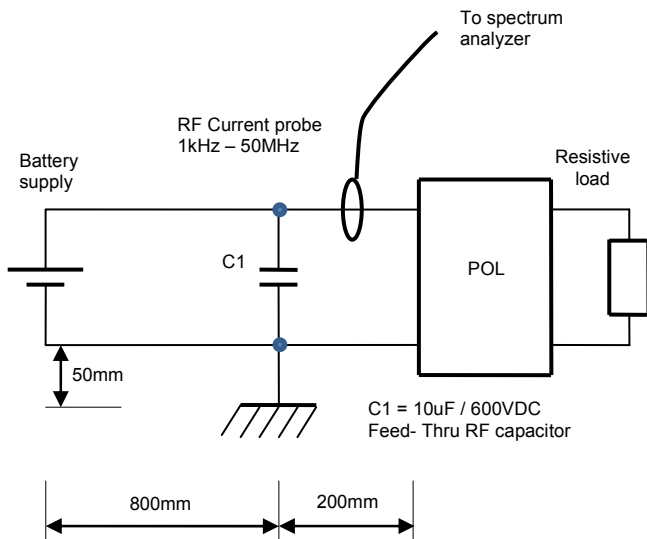 To spectrum
analyzer
RF Current probe
1kHz – 50MHz
Battery
supply
Resistive
load
C1
POL
50mm
C1 = 10uF / 600VDC
Feed- Thru RF capacitor
800mm
200mm